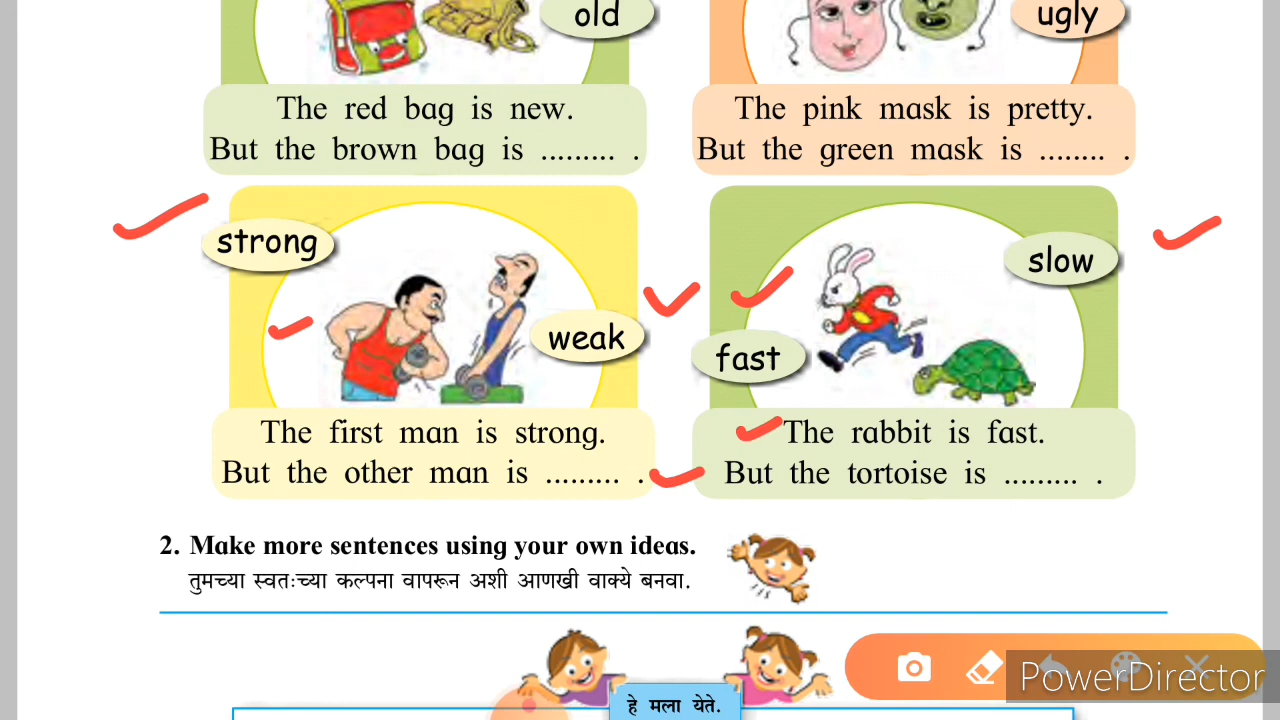 old
ugly
The red bag is new.
But the brown bag is ......... .
The pink mask is pretty.
But the green mask is ........ .
strong
weak
The first man is strong.
But the other man is ......... .
slow
fast
The rabbit is fast.
But the tortoise is ......... .
2. Make more sentences using your own ideas.
तुमच्या स्वतःच्या कल्पना वापरून अशी आणखी वाक्ये बनवा.
हे मला येते.
PowerDirector